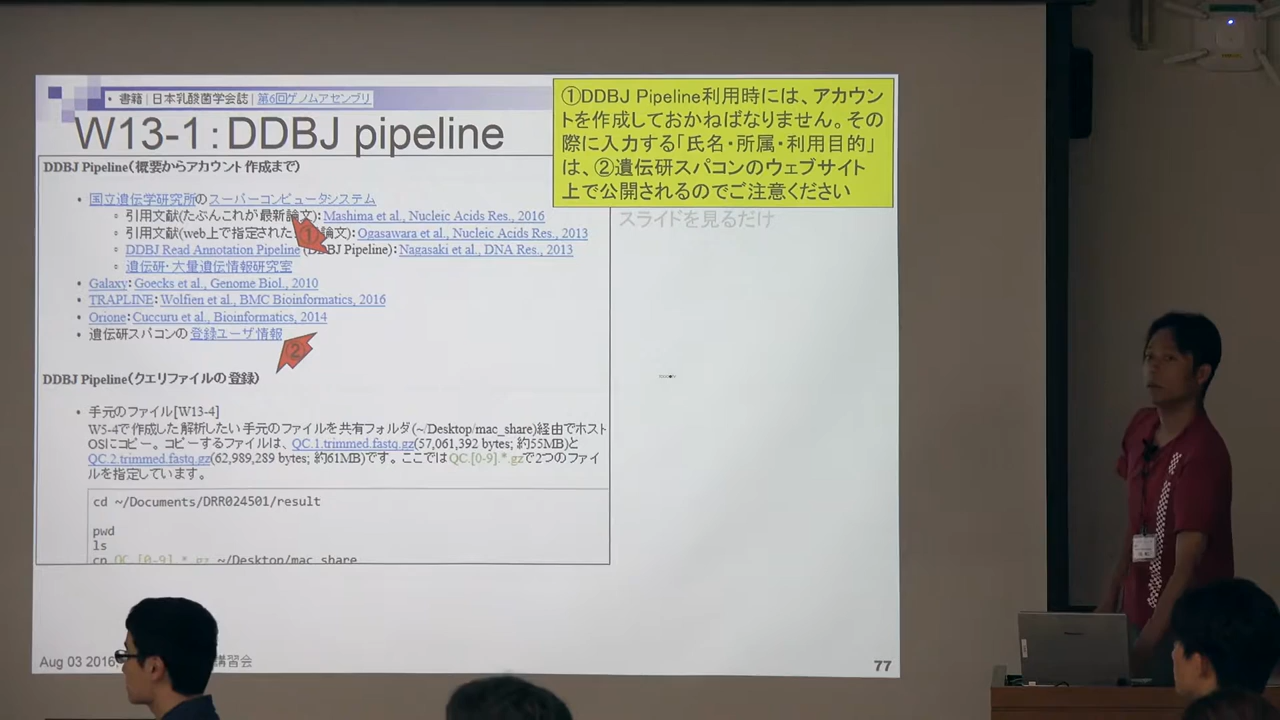 • 書籍 | 日本乳酸菌学会誌 | 第6回ゲノムアセンブリ
W13-1：DDBJ pipeline
①DDBJ Pipeline利用時には、アカウン
トを作成しておかねばなりません。その
際に入力する「氏名・所属・利用目的」
は、②遺伝研スパコンのウェブサイト
上で公開されるのでご注意ください
スライドを見るだけ
DDBJ Pipeline(概要からアカウント作成まで)
• 国立遺伝学研究所のスーパーコンピュータシステム
◦ 引用文献(たぶんこれが最新論文)：Mashima et al., Nucleic Acids Res., 2016
◦ 引用文献(web上で指定された 論文)：Ogasawara et al., Nucleic Acids Res., 2013
①
◦ DDBJ Read Annotation Pipeline (DDBJ Pipeline)：Nagasaki et al., DNA Res., 2013
◦ 遺伝研・大量遺伝情報研究室
• Galaxy：Goecks et al., Genome Biol., 2010
• TRAPLINE：Wolfien et al., BMC Bioinformatics, 2016
• Orione：Cuccuru et al., Bioinformatics, 2014
• 遺伝研スパコンの登録ユーザ情報
②
DDBJ Pipeline(クエリファイルの登録)
• 手元のファイル[W13-4]
W5-4で作成した解析したい手元のファイルを共有フォルダ(~/Desktop/mac_share)経由でホスト
OSにコピー。コピーするファイルは、QC.1.trimmed.fastq.gz(57,061,392 bytes; 約55MB)と
QC.2.trimmed.fastq.gz(62,989,289 bytes; 約61MB)です。ここではQC.[0-9].*.gzで2つのファイ
ルを指定しています。
cd ~/Documents/DRR024501/result
pwd
ls
cp QC.[0-9].*.gz ~/Desktop/mac_share
Aug 03 2016, 講習会
77